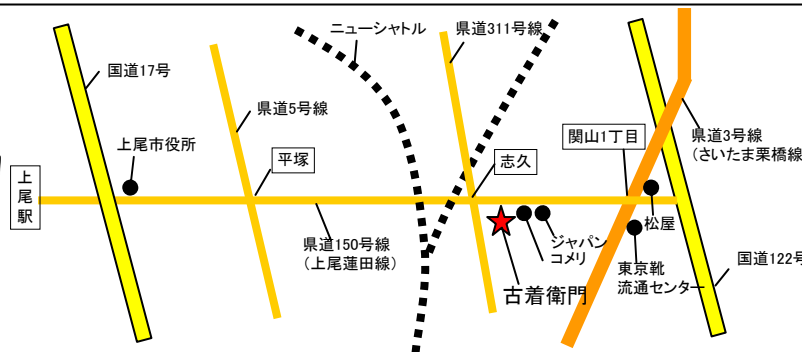 ニューシャトル
県道311号線
国道17号
県道5号線
上尾市役所
平塚
志久
関山1丁目
県道3号線
（さいたま栗橋線
上尾駅
県道150号線
（上尾蓮田線）
ジャパン
コメリ
古着衛門
松屋
東京靴
流通センター
国道122号